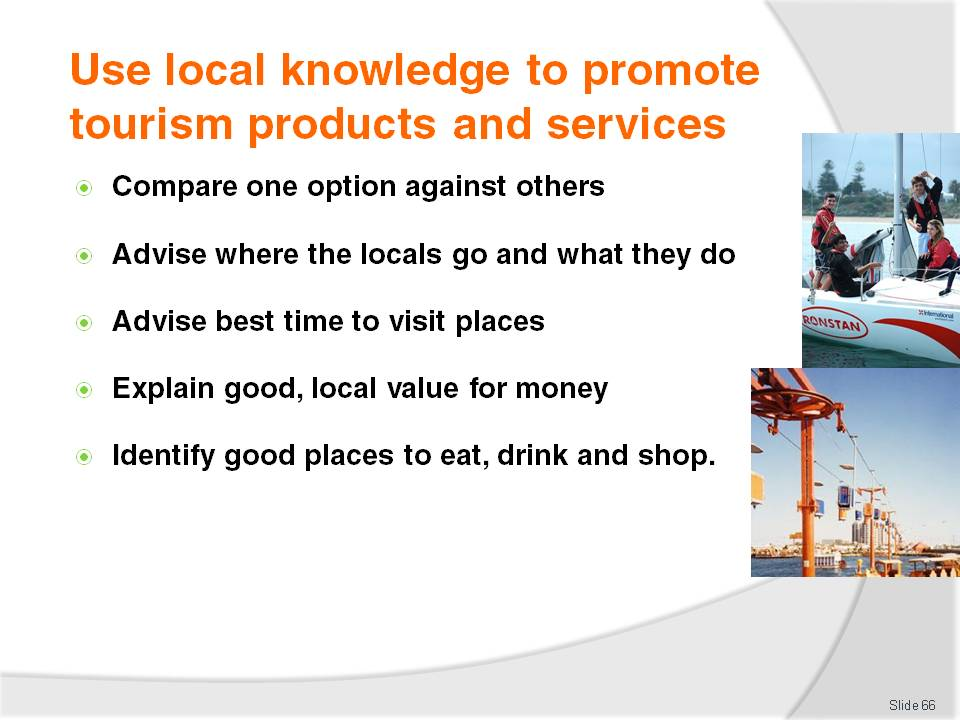 Use local knowledge to promote
tourism products and services
Compare one option against others
Advise where the locals go and what they do
Advise best time to visit places
Explain good, local value for money
Identify good places to eat, drink and shop.
RONSTAN
International
Slide 66